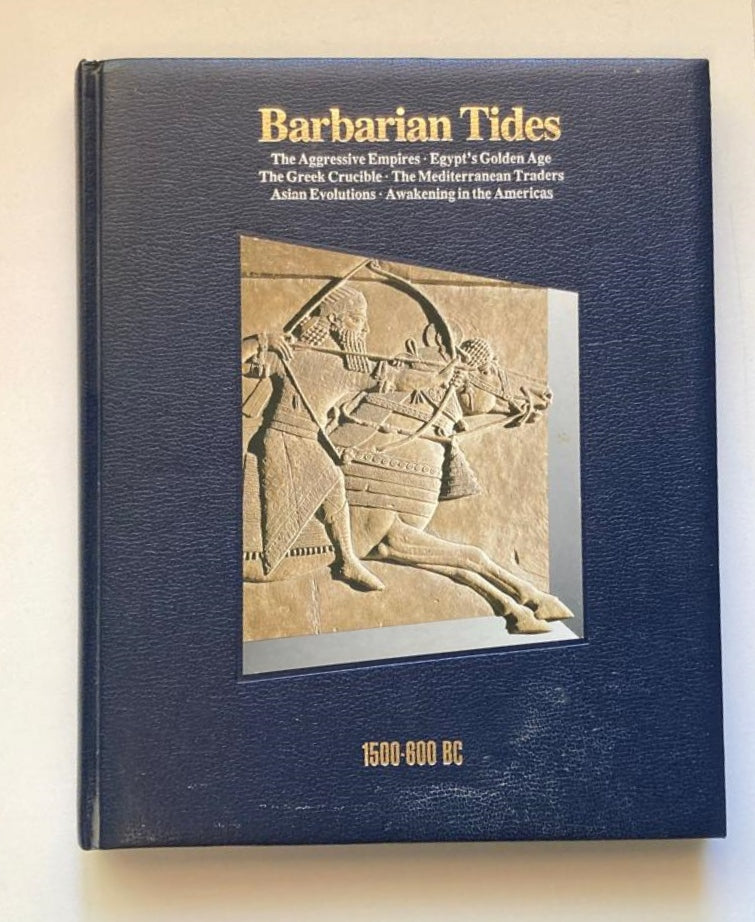 Barbarian Tides
The Aggressive Empires · Egypt's Golden Age
The Greek Crucible · The Mediterranean Traders
Asian Evolutions · Awakening in the Americas
1500-600 BC